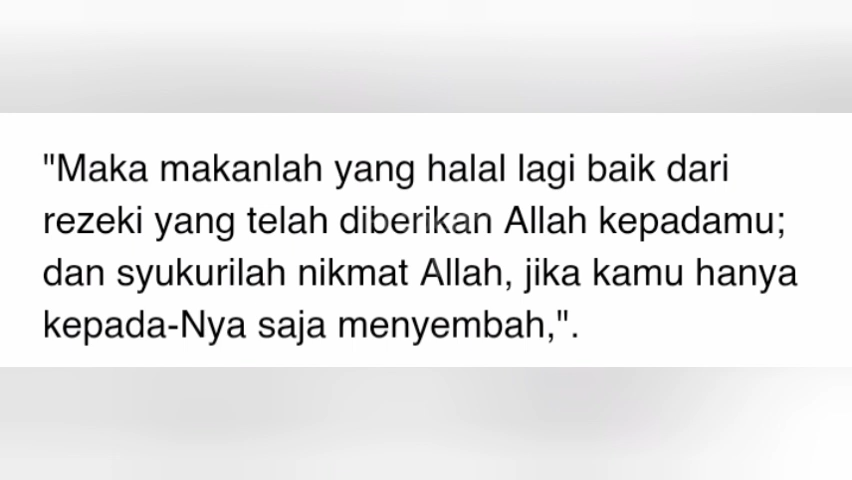 "Maka makanlah yang halal lagi baik dari
rezeki yang telah diberikan Allah kepadamu;
dan syukurilah nikmat Allah, jika kamu hanya
kepada-Nya saja menyembah,".